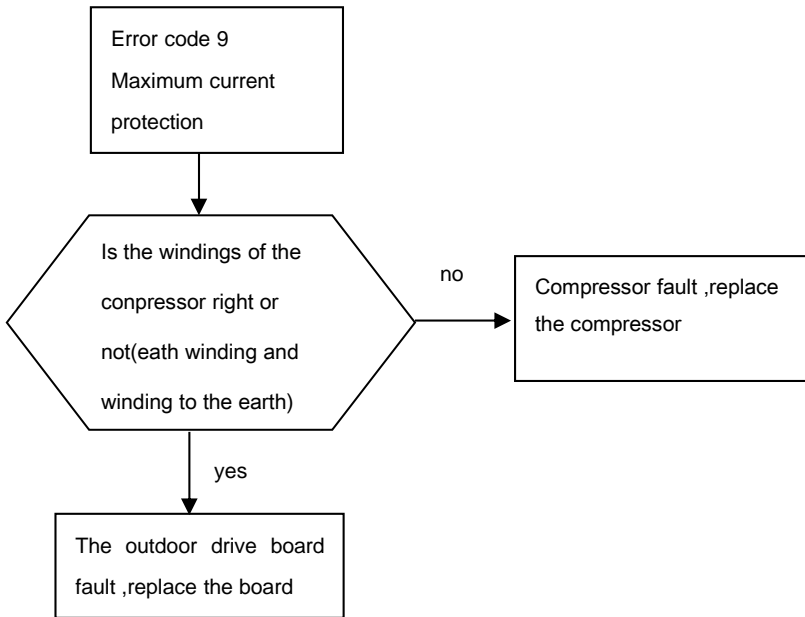 Error code 9
Maximum current
protection
Is the windings of the
conpressor right or
not(eath winding and
winding to the earth)
no
Compressor fault ,replace
the compressor
yes
The outdoor drive board
fault ,replace the board